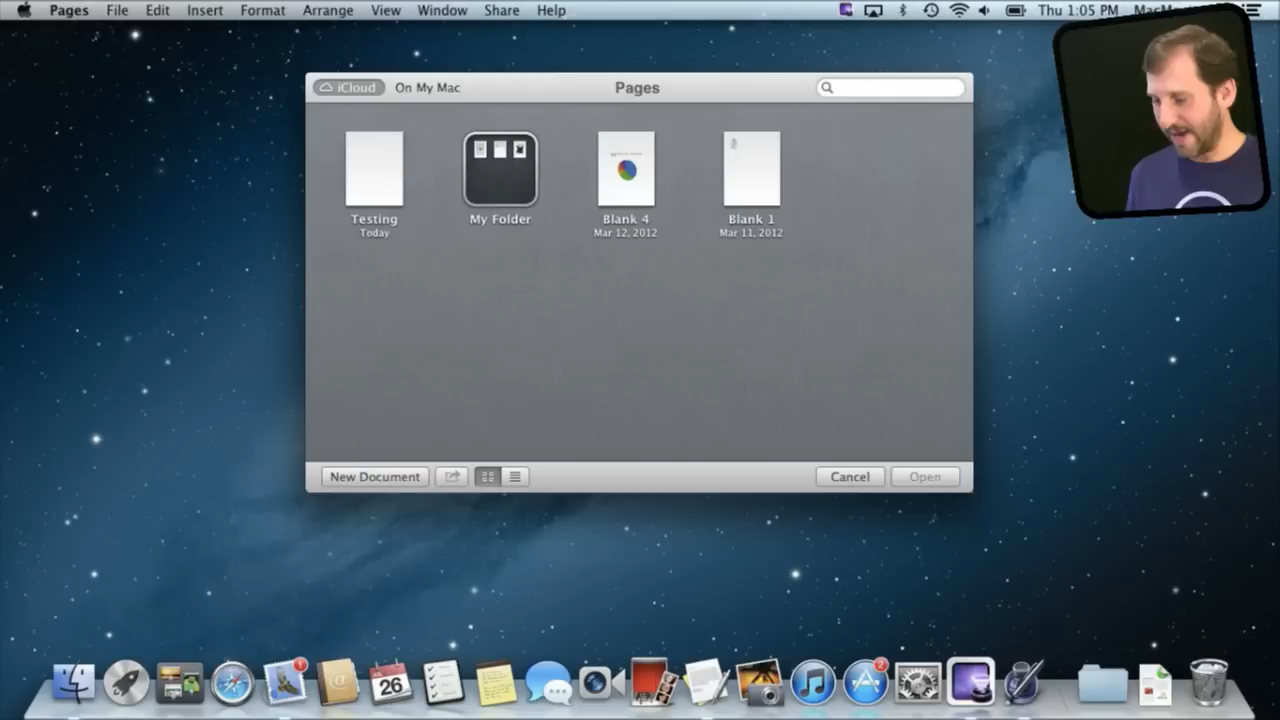 Pages File Edit Insert Format Arrange View Window Share Help Thu 1:05 PM
iCloud On My Mac Pages
Testing My Folder Blank 4 Blank 1
Today Mar 12, 2012 Mar 11, 2012
New Document Cancel Open
1 26 2